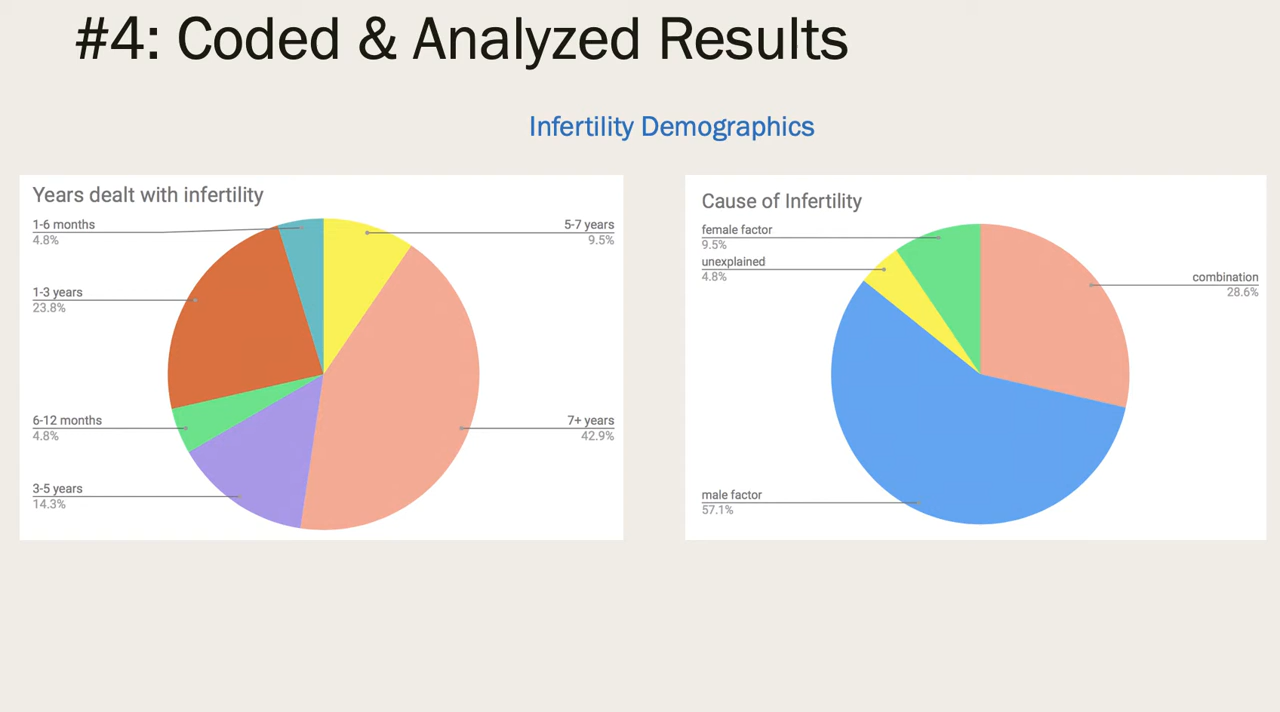 #4: Coded & Analyzed Results
Infertility Demographics
Years dealt with infertility
1-6 months
4.8%
1-3 years
23.8%
6-12 months
4.8%
3-5 years
14.3%
5-7 years
9.5%
7+ years
42.9%
Cause of Infertility
female factor
9.5%
unexplained
4.8%
male factor
57.1%
combination
28.6%